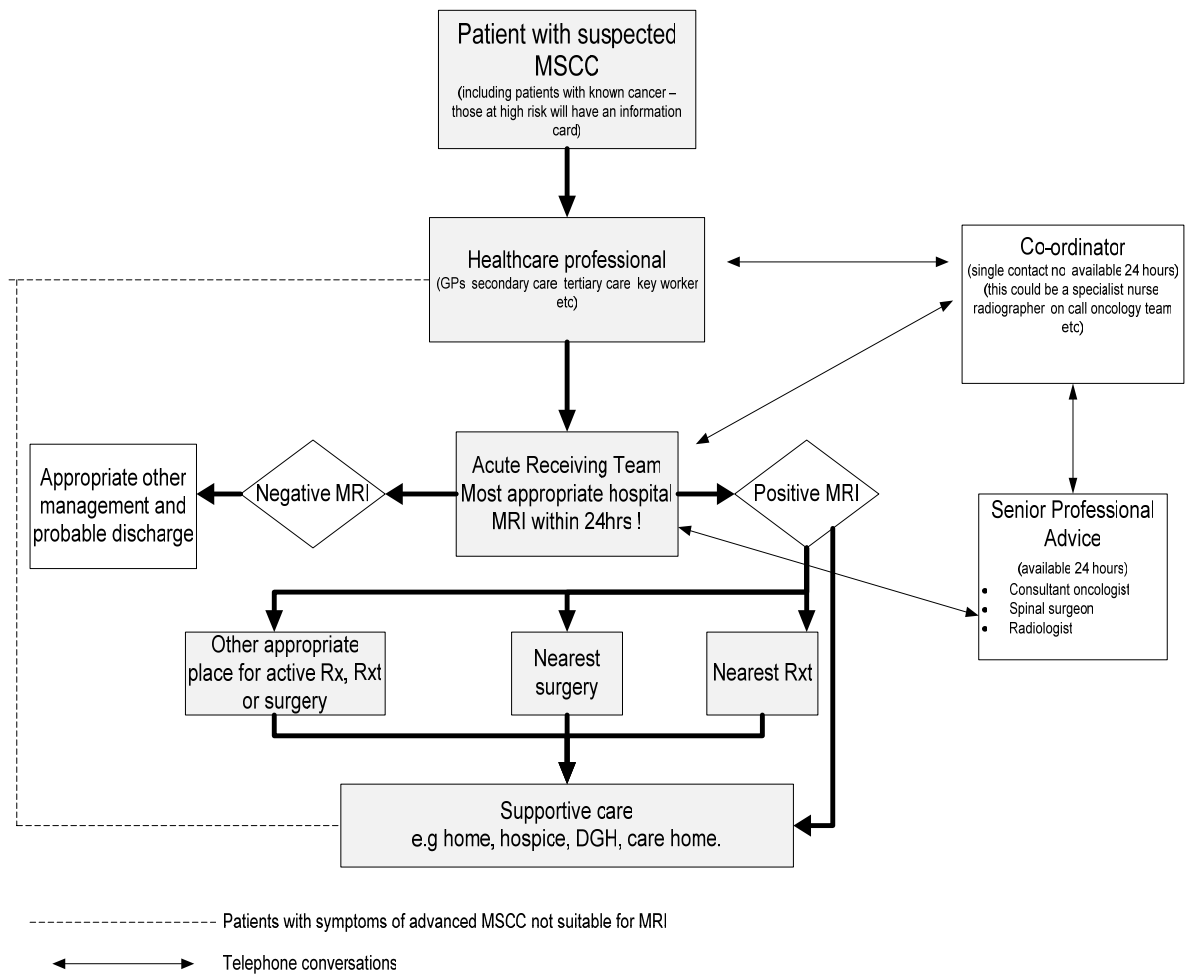 Patient with suspected
MSCC
(including patients with known cancer –
those at high risk will have an information
card)
Healthcare professional
(GPs secondary care tertiary care key worker
etc)
Co-ordinator
(single contact no available 24 hours)
(this could be a specialist nurse
radiographer on call oncology team
etc)
Appropriate other
management and
probable discharge
Negative MRI
Acute Receiving Team
Most appropriate hospital
MRI within 24hrs !
Positive MRI
Senior Professional
Advice
(available 24 hours)
• Consultant oncologist
• Spinal surgeon
• Radiologist
Other appropriate
place for active Rx, Rxt
or surgery
Nearest
surgery
Nearest Rxt
Supportive care
e.g home, hospice, DGH, care home.
Patients with symptoms of advanced MSCC not suitable for MRI
Telephone conversations